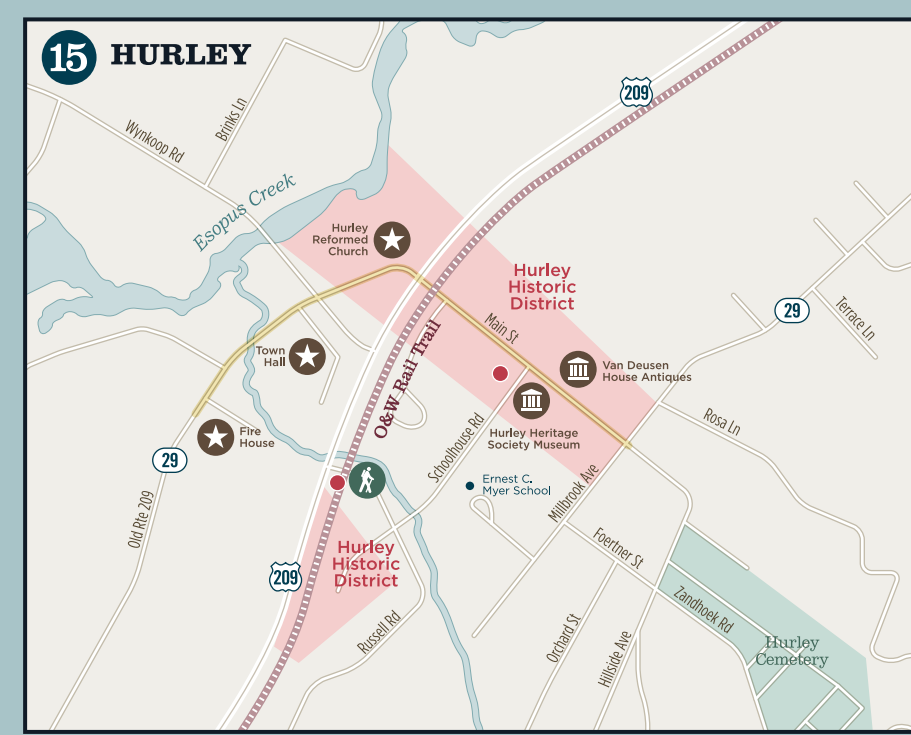 15 HURLEY
209
Brinks Ln
Wynkoop Rd
Esopus Creek
Hurley
Reformed
Church
Hurley
Historic
District
29
Terrace Ln
Main St
Town
Hall
O&W Rail Trail
Van Deusen
House Antiques
Rosa Ln
Fire
House
Hurley Heritage
Society Museum
Schoolhouse Rd
29
Ernest C.
Myer School
Millbrook Ave
Old Rte 209
Foertner St
Hurley
Historic
District
209
Zandhoek Rd
Russell Rd
Orchard St
Hillside Ave
Hurley
Cemetery